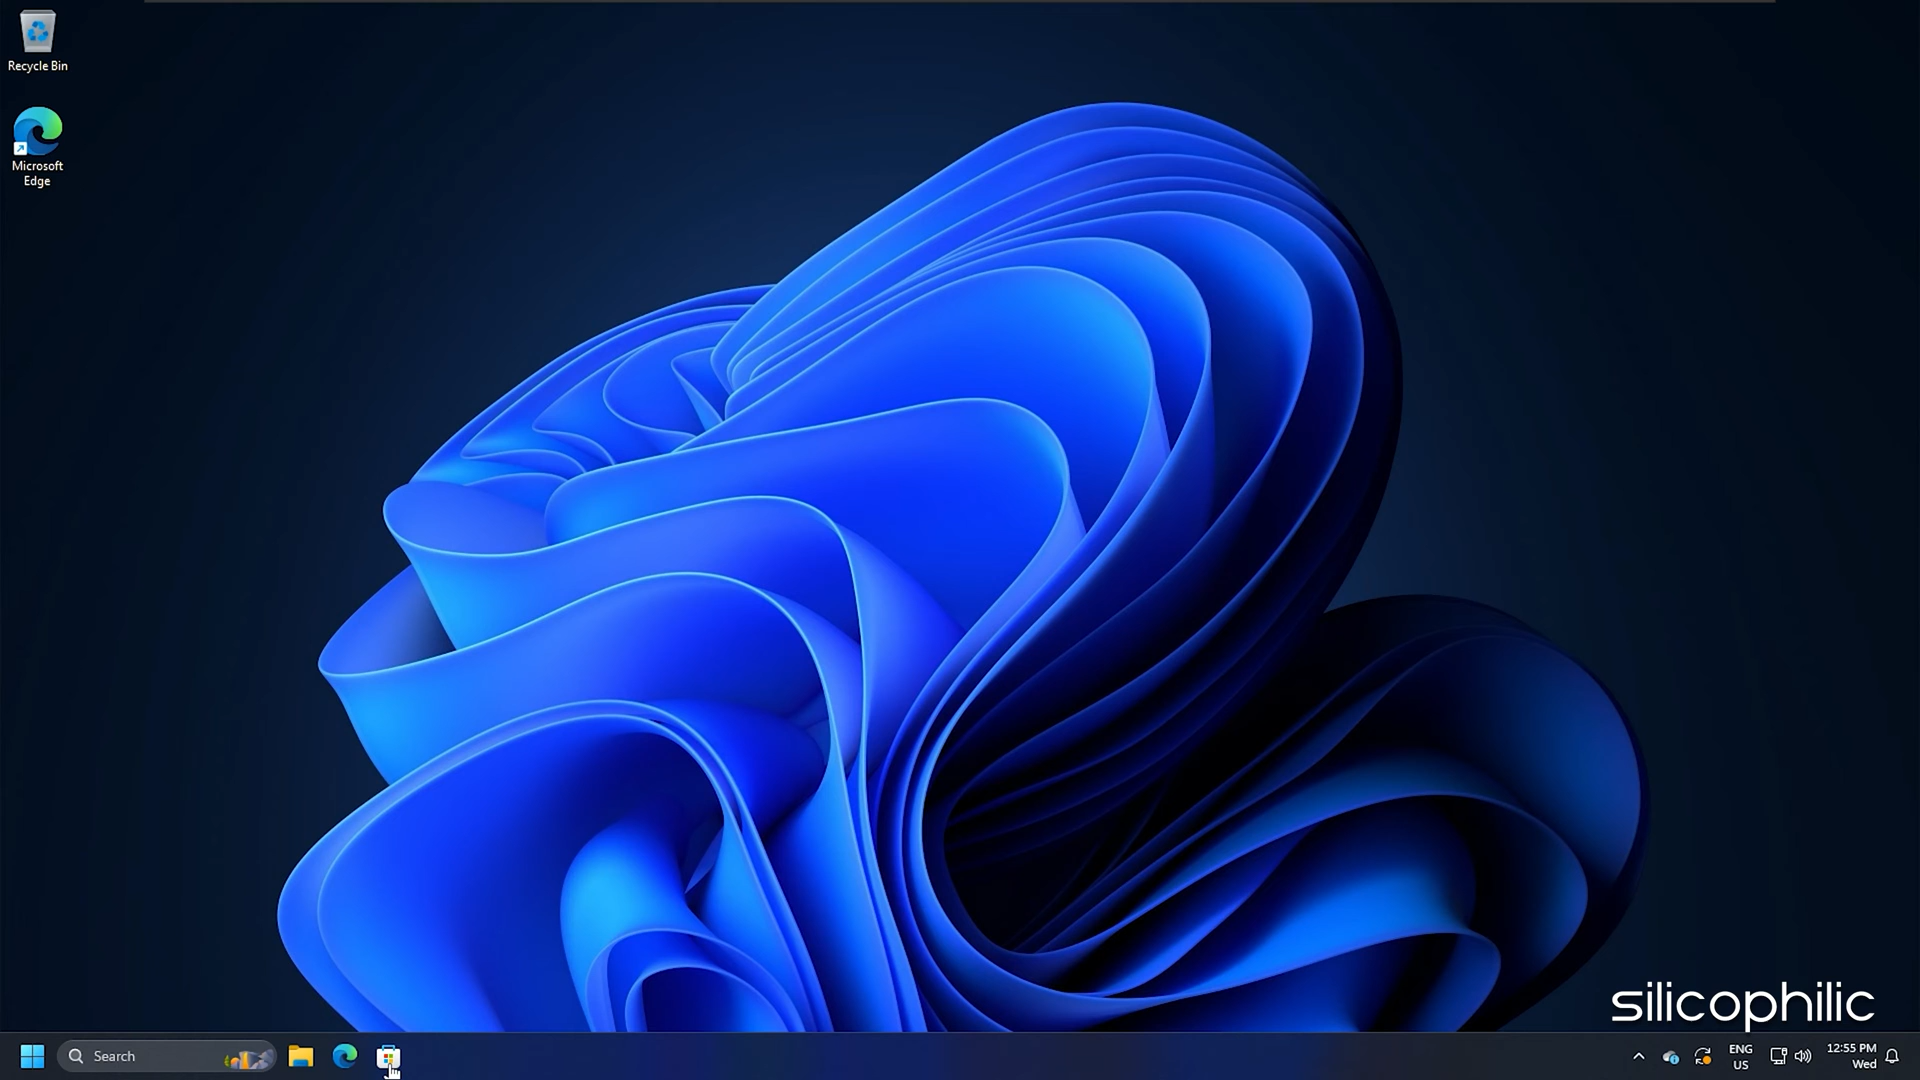 Recycle Bin
Microsoft
Edge
silicophilic
Search
ENG
US
12:55 PM
Wed